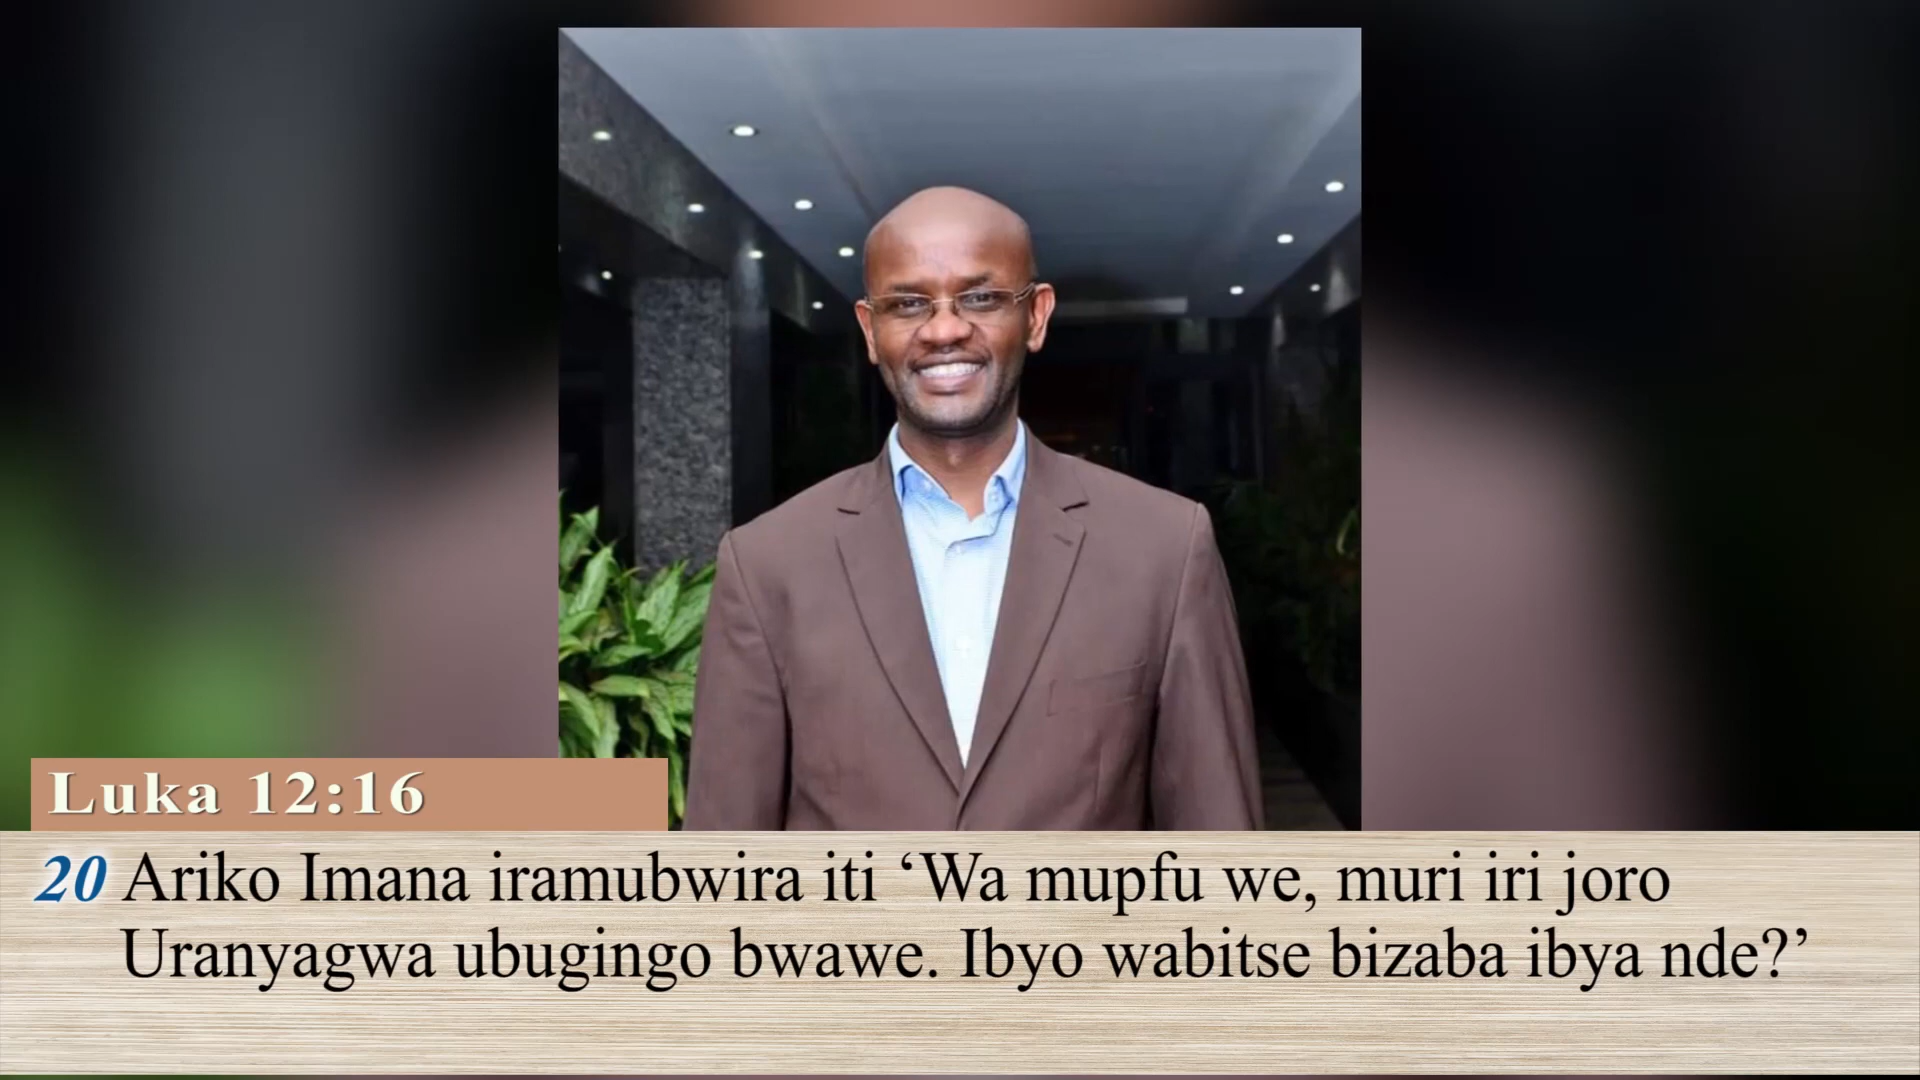 Luka 12:16
20 Ariko Imana iramubwira iti ‘Wa mupfu we, muri iri joro
Uranyagwa ubugingo bwawe. Ibyo wabitse bizaba ibya nde?’